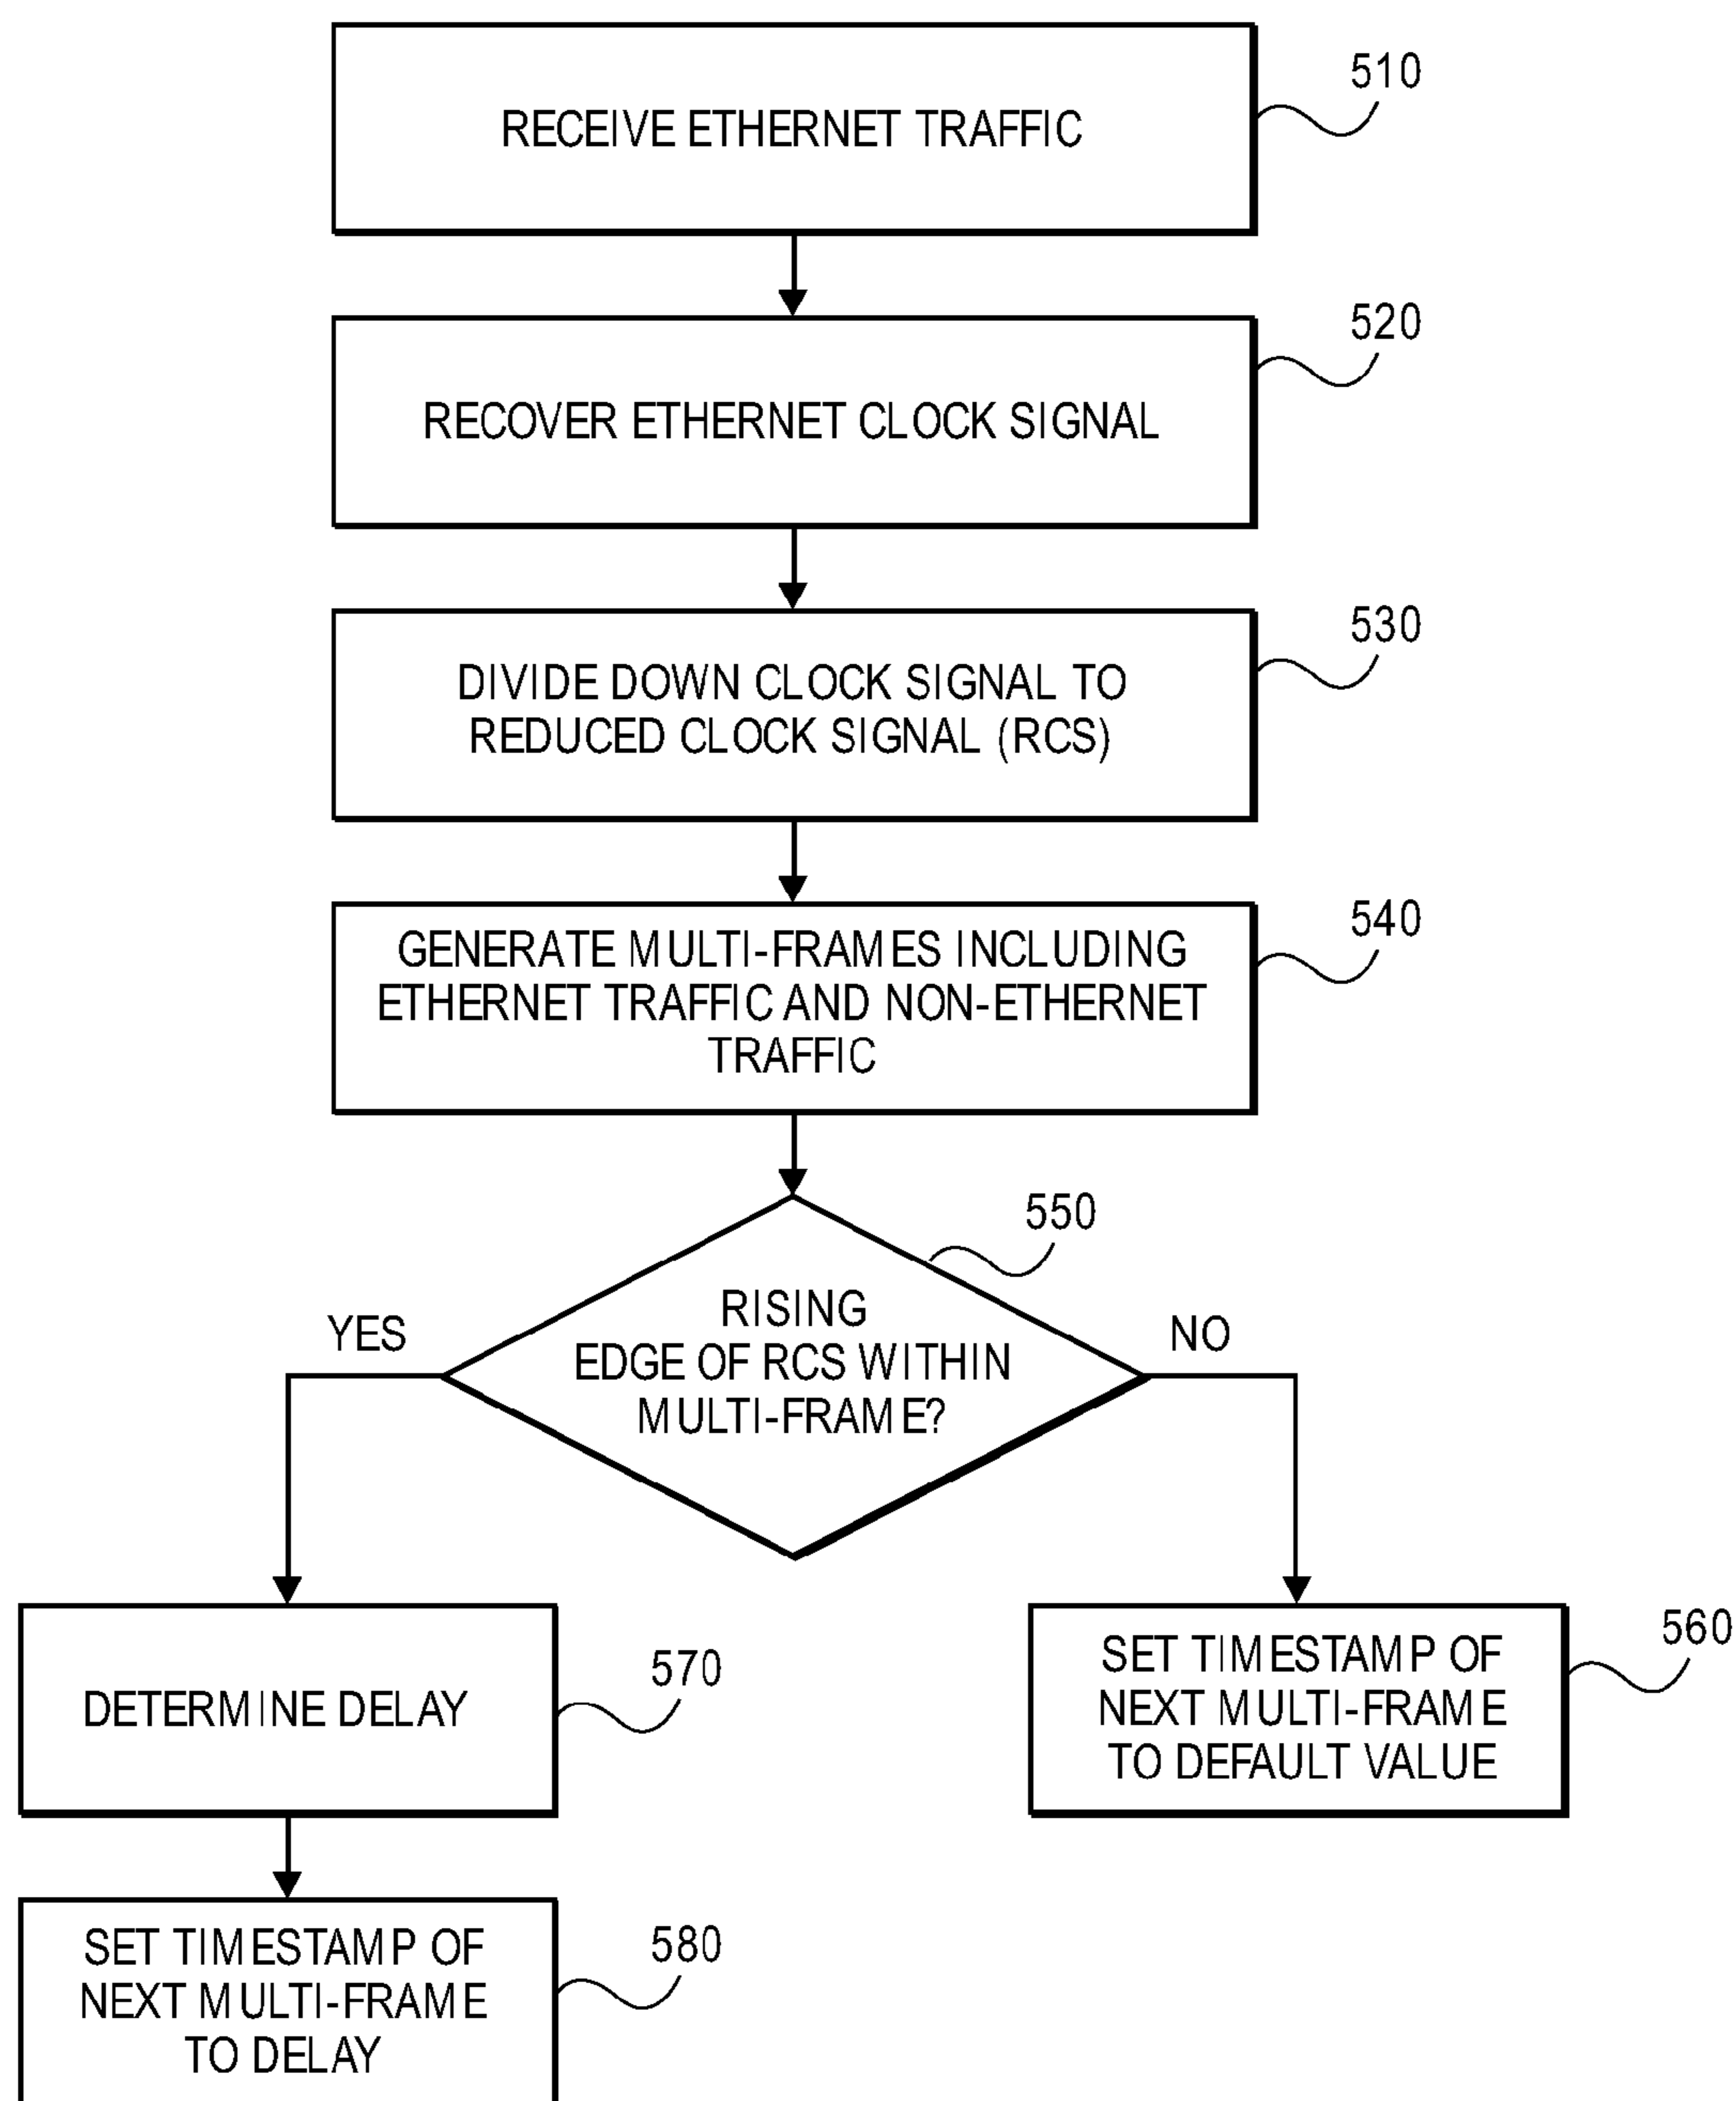 RECEIVE ETHERNET TRAFFIC
510
RECOVER ETHERNET CLOCK SIGNAL
520
DIVIDE DOWN CLOCK SIGNAL TO
REDUCED CLOCK SIGNAL (RCS)
530
GENERATE MULTI-FRAMES INCLUDING
ETHERNET TRAFFIC AND NON-ETHERNET
TRAFFIC
540
RISING
EDGE OF RCS WITHIN
MULTI-FRAME?
550
YES
NO
DETERMINE DELAY
570
SET TIMESTAMP OF
NEXT MULTI-FRAME
TO DEFAULT VALUE
560
SET TIMESTAMP OF
NEXT MULTI-FRAME
TO DELAY
580